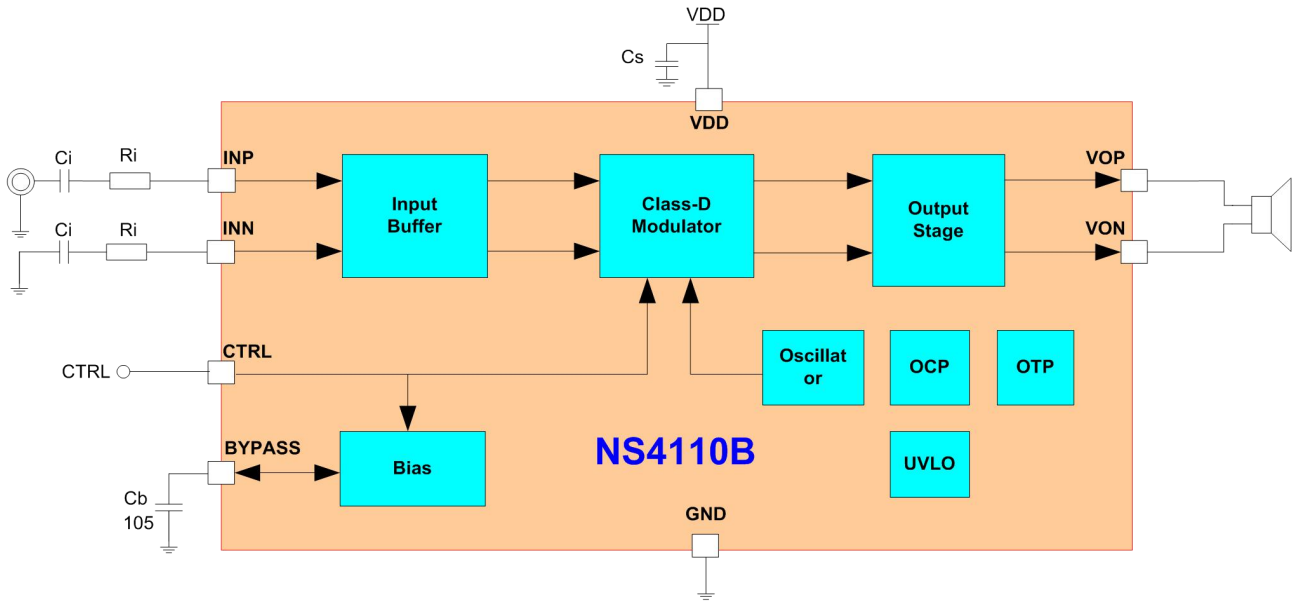 VDD
Cs
VDD
Ci
Ri
INP
VOP
Input
Buffer
Class-D
Modulator
Output
Stage
Ci
Ri
INN
VON
CTRL
CTRL
Oscillat
or
OCP
OTP
BYPASS
Bias
NS4110B
UVLO
Cb
105
GND